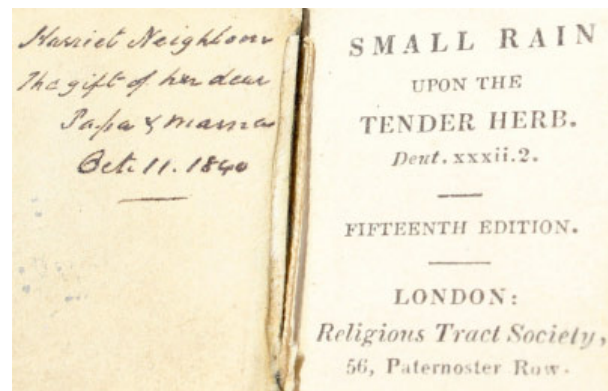 Harriet Neighbour
The gift of her dear
Papa & mama
Oct. 11. 1840
SMALL RAIN
UPON THE
TENDER HERB.
Deut. xxxii. 2.
FIFTEENTH EDITION.
LONDON:
Religious Tract Society,
56, Paternoster Row.